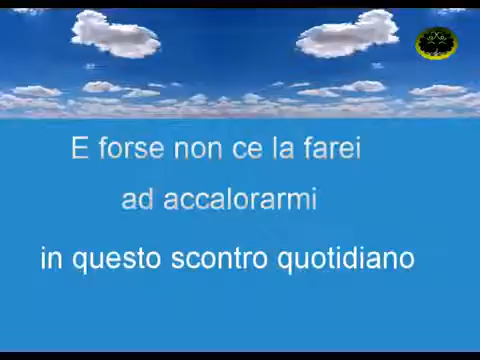 E forse non ce la farei
ad accalorarmi
in questo scontro quotidiano